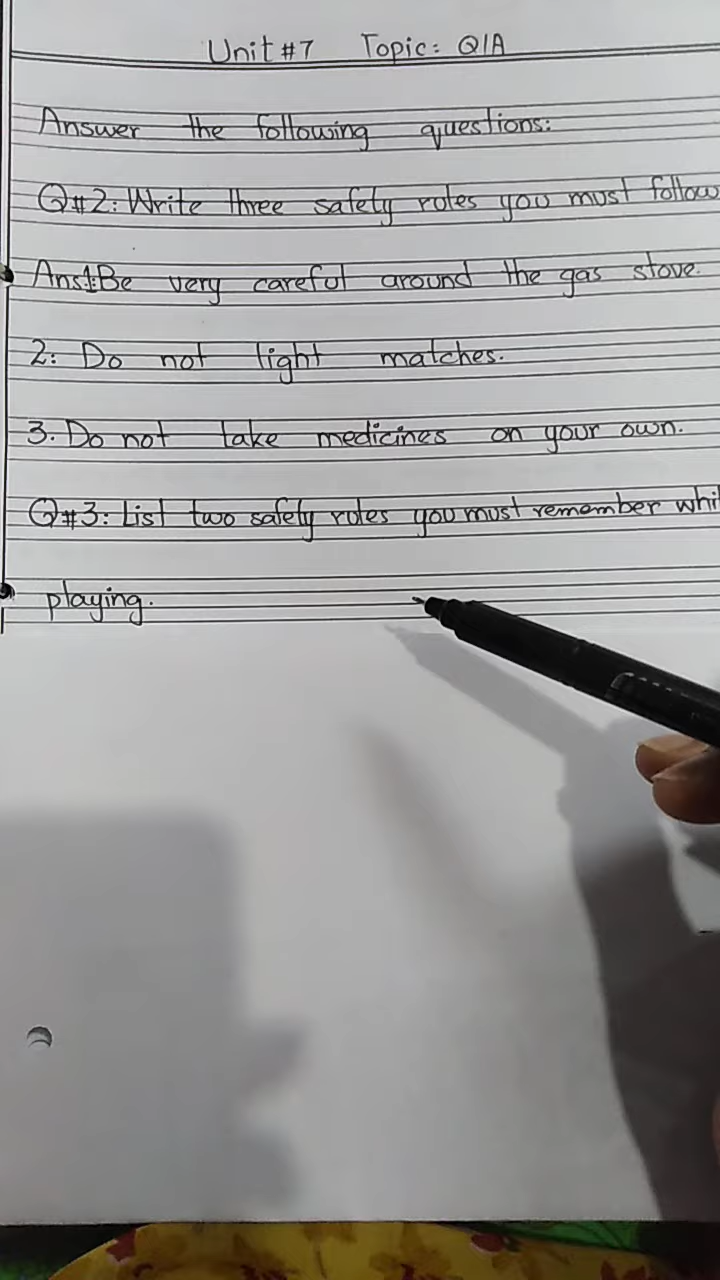 Unit#7 Topic: Q/A
Answer the following questions:
Q#2: Write three safety rules you must follow
Ans1:Be very careful around the gas stove.
2: Do not light matches.
3. Do not take medicines on your own.
Q#3: List two safety rules you must remember whil
playing.